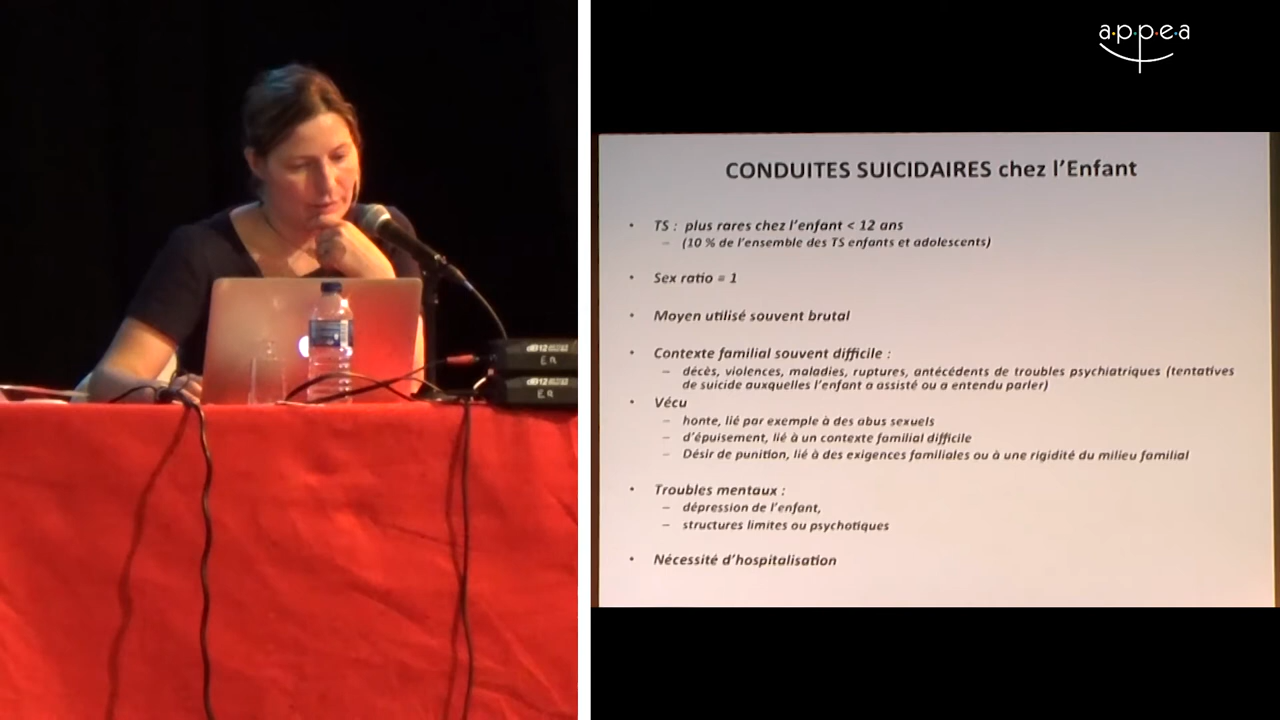 a·p·p·e·a
CONDUITES SUICIDAIRES chez l'Enfant
• TS : plus rares chez l'enfant < 12 ans
– (10 % de l'ensemble des TS enfants et adolescents)
• Sex ratio = 1
• Moyen utilisé souvent brutal
• Contexte familial souvent difficile :
– décès, violences, maladies, ruptures, antécédents de troubles psychiatriques (tentatives
de suicide auxquelles l'enfant a assisté ou a entendu parler)
• Vécu
– honte, lié par exemple à des abus sexuels
– d'épuisement, lié à un contexte familial difficile
– Désir de punition, lié à des exigences familiales ou à une rigidité du milieu familial
• Troubles mentaux :
– dépression de l'enfant,
– structures limites ou psychotiques
• Nécessité d'hospitalisation
dB12
ER
dB12
ER